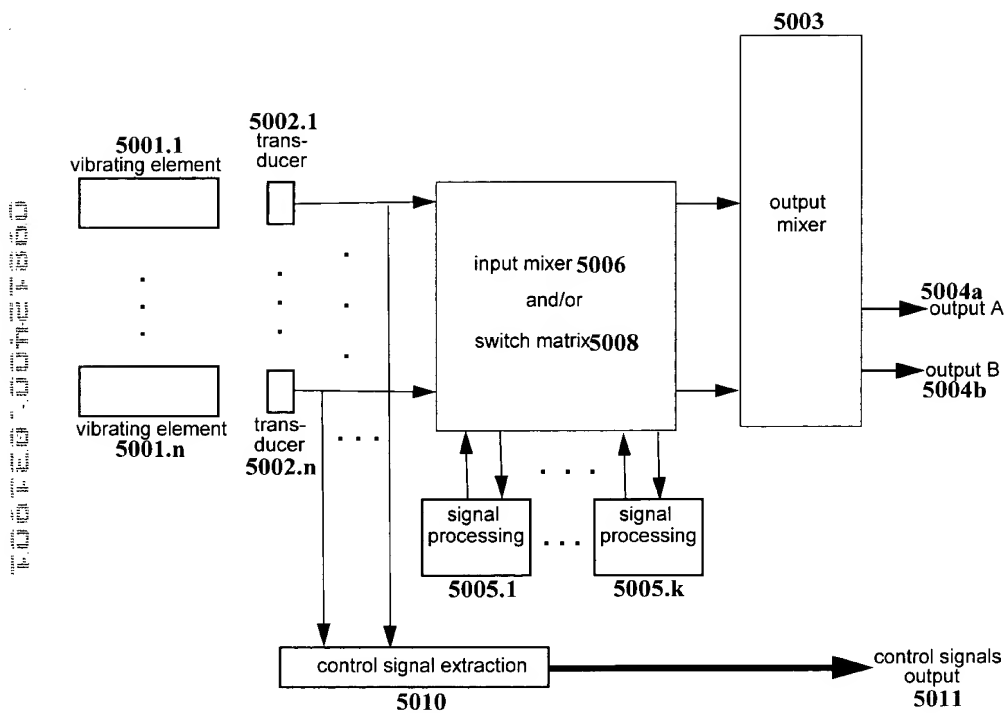 5003
5002.1
trans-
ducer
5001.1
vibrating element
output
mixer
input mixer 5006
and/or
switch matrix 5008
5004a
output A
output B
5004b
vibrating element
5001.n
trans-
ducer
5002.n
signal
processing
5005.1
signal
processing
5005.k
control signal extraction
5010
control signals
output
5011